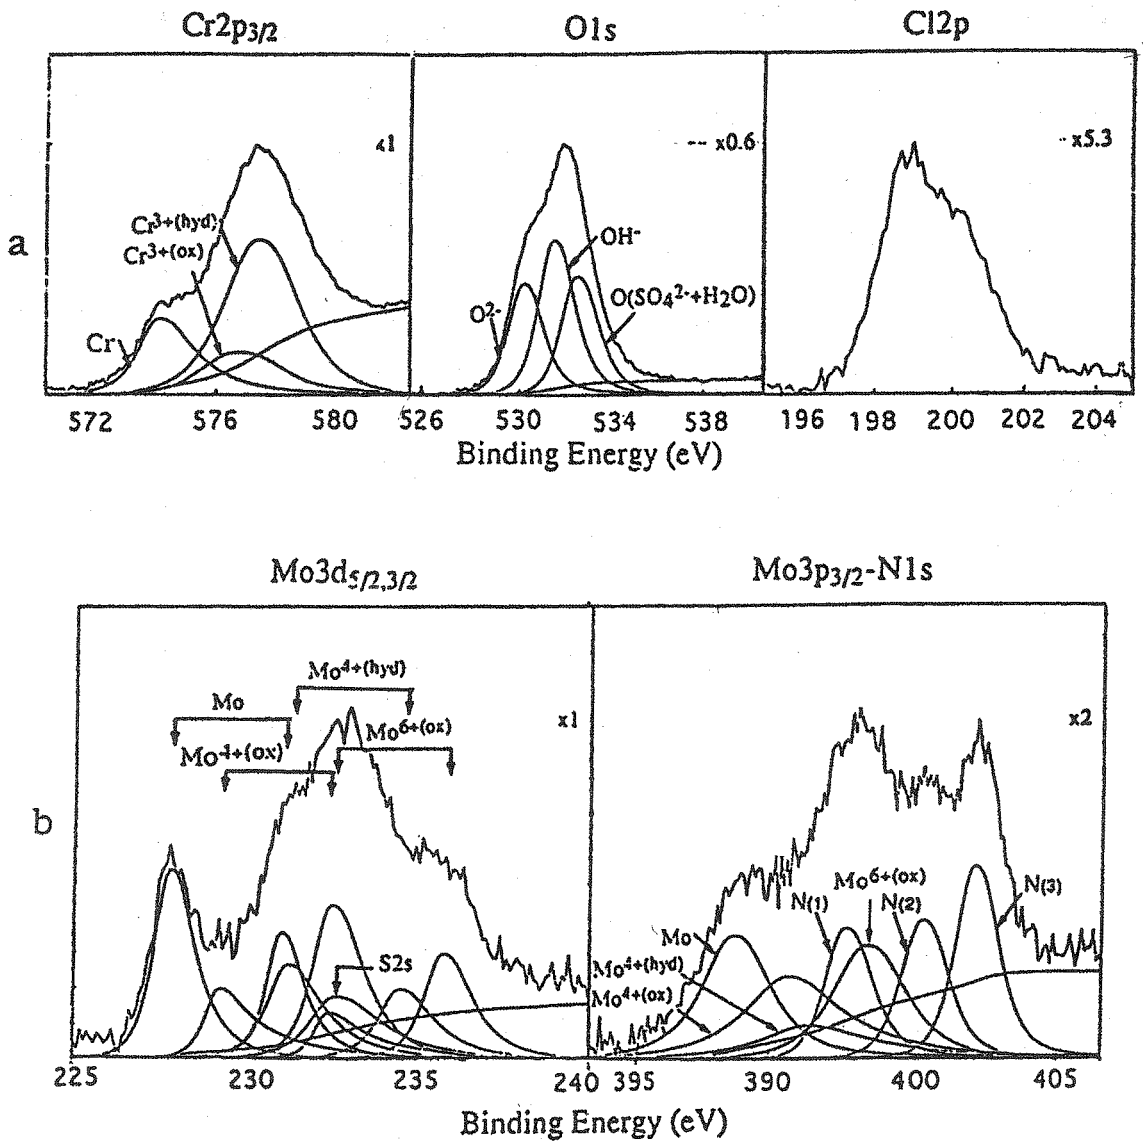 Cr2p3/2 O1s Cl2p
x1 -- x0.6 - x5.3
Cr3+(hyd)
Cr3+(ox)
OH-
a
O(SO42-+H2O)
O2-
Cr
572 576 580 526 530 534 538 196 198 200 202 204
Binding Energy (eV)
Mo3d5/2,3/2 Mo3p3/2-N1s
Mo4+(hyd)
Mo x1 x2
Mo6+(ox)
Mo4+(ox)
b
Mo6+(ox)
N(1) N(2) N(3)
Mo
S2s Mo4+(hyd)
Mo4+(ox)
225 230 235 240 395 390 400 405
Binding Energy (eV)